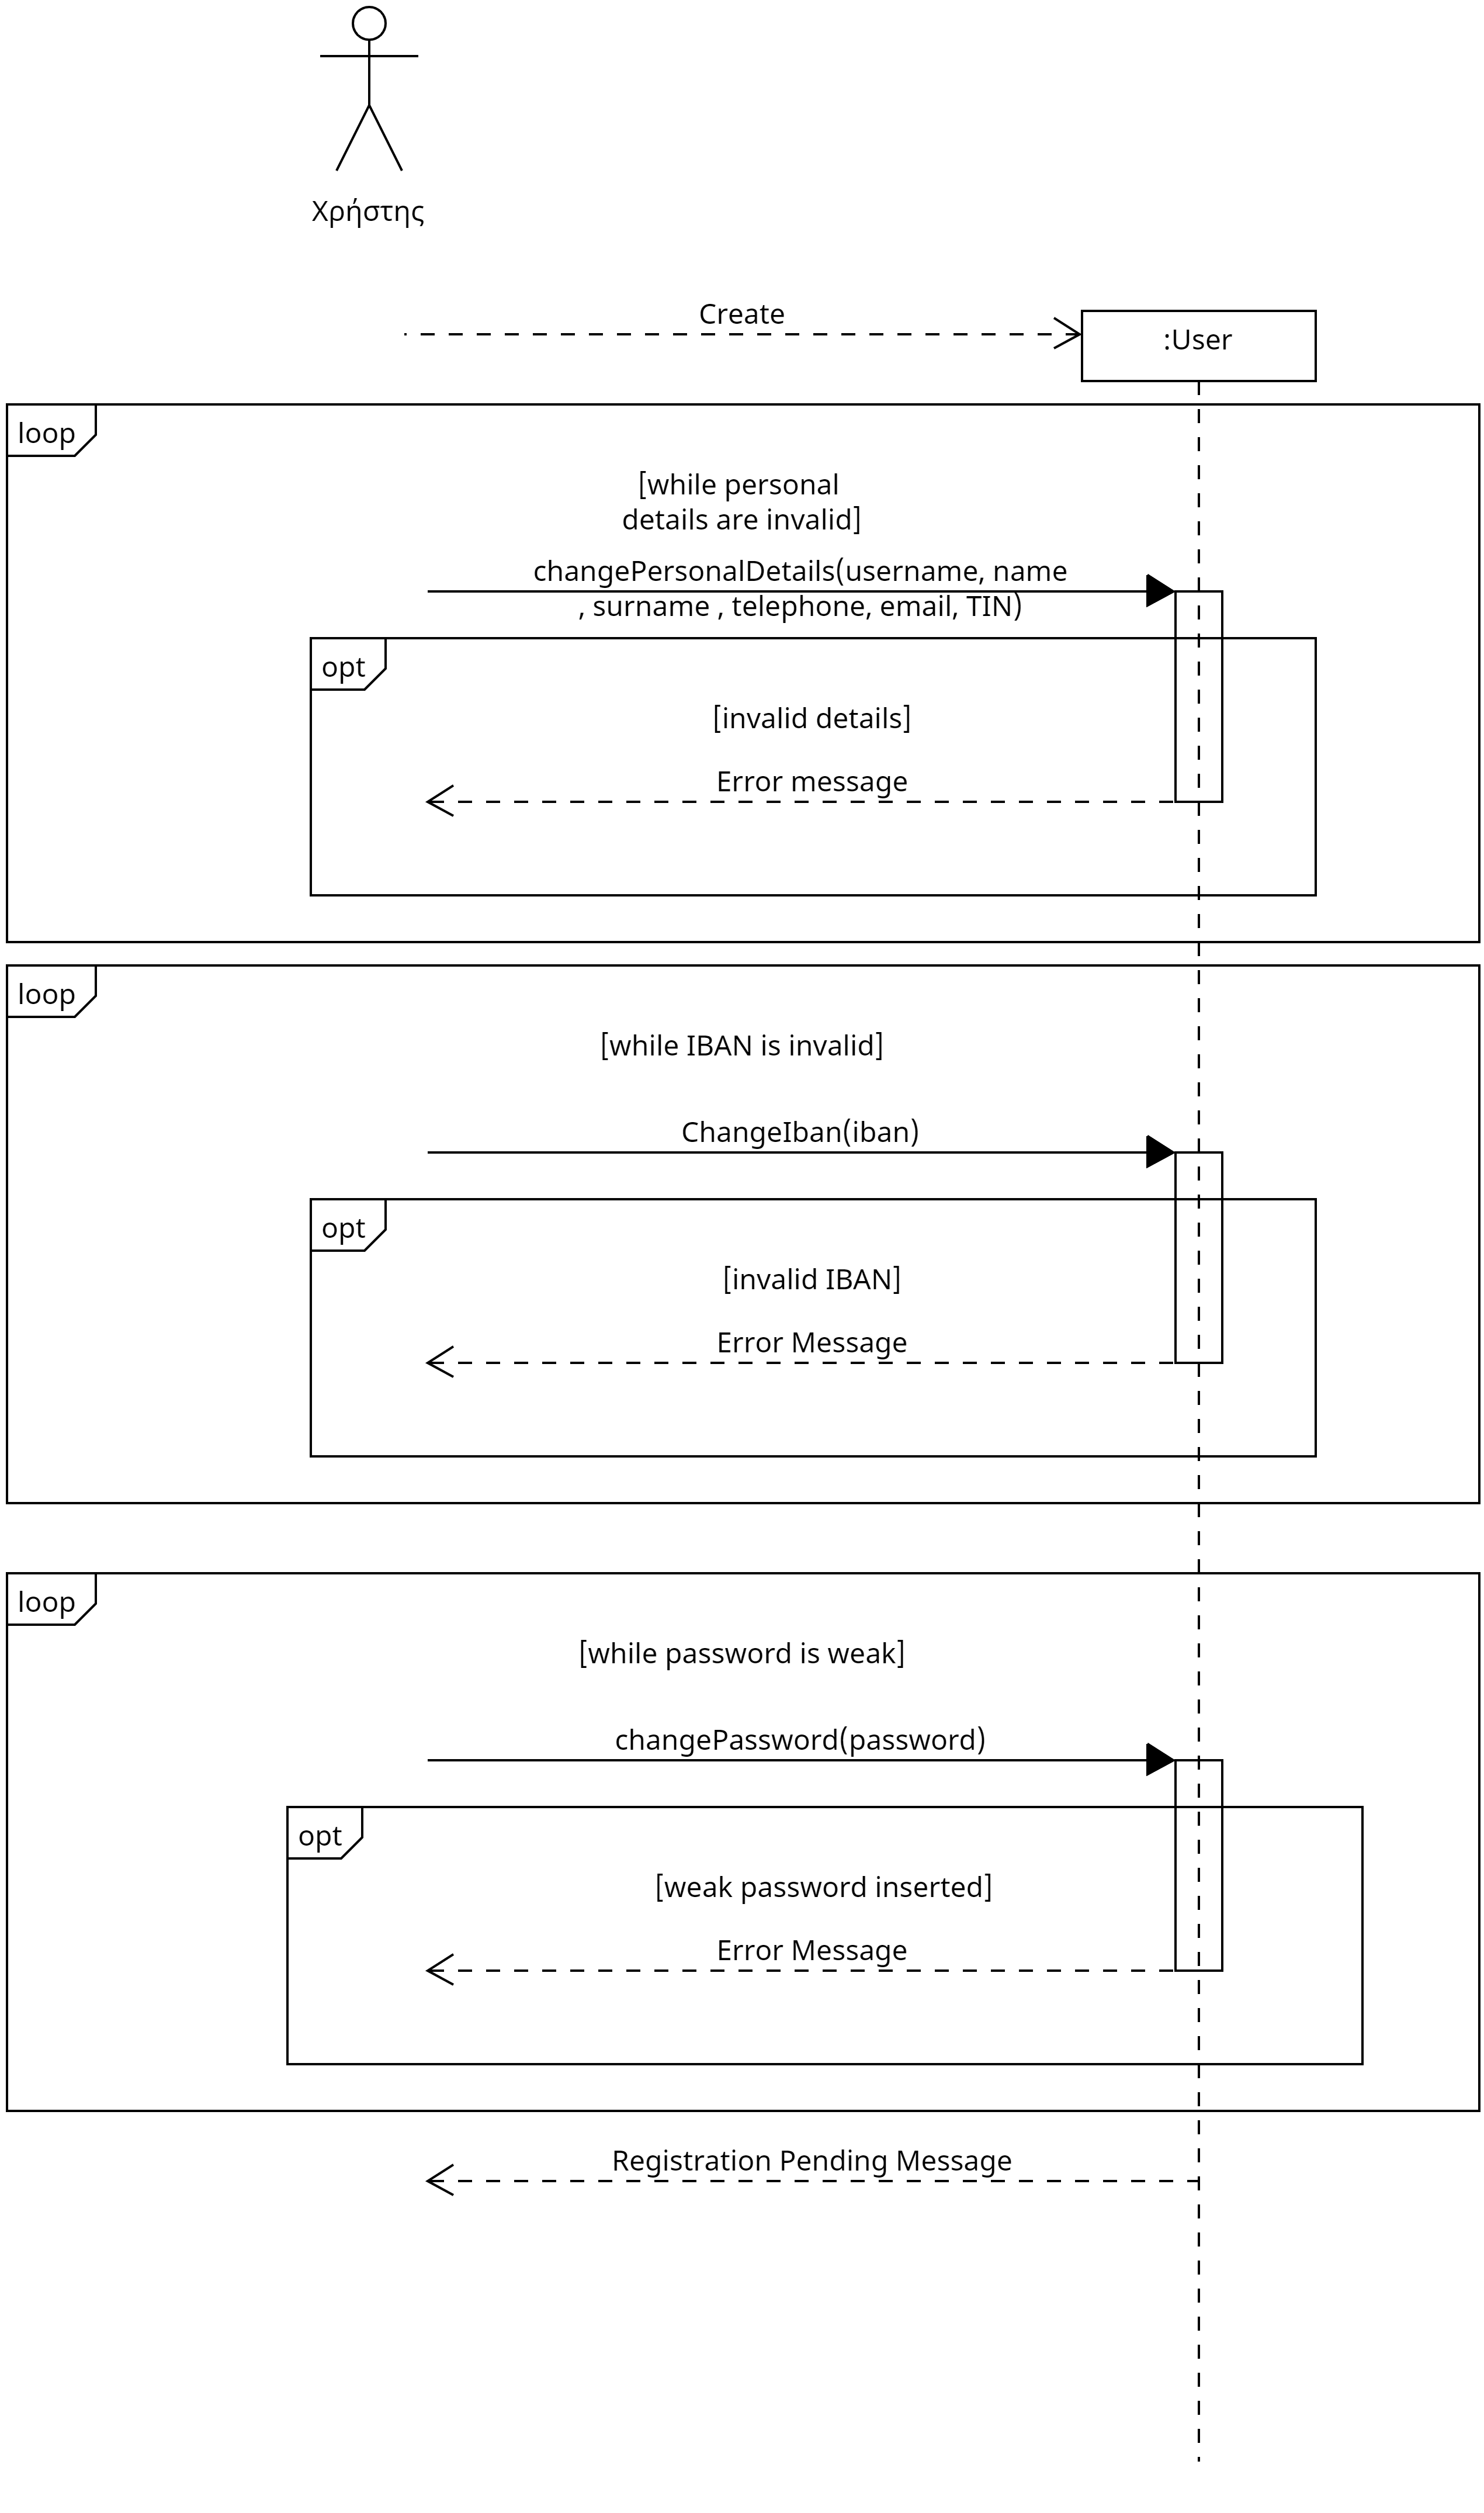 Χρήστης
Create
:User
loop
[while personal
details are invalid]
changePersonalDetails(username, name
, surname , telephone, email, TIN)
opt
[invalid details]
Error message
loop
[while IBAN is invalid]
ChangeIban(iban)
opt
[invalid IBAN]
Error Message
loop
[while password is weak]
changePassword(password)
opt
[weak password inserted]
Error Message
Registration Pending Message